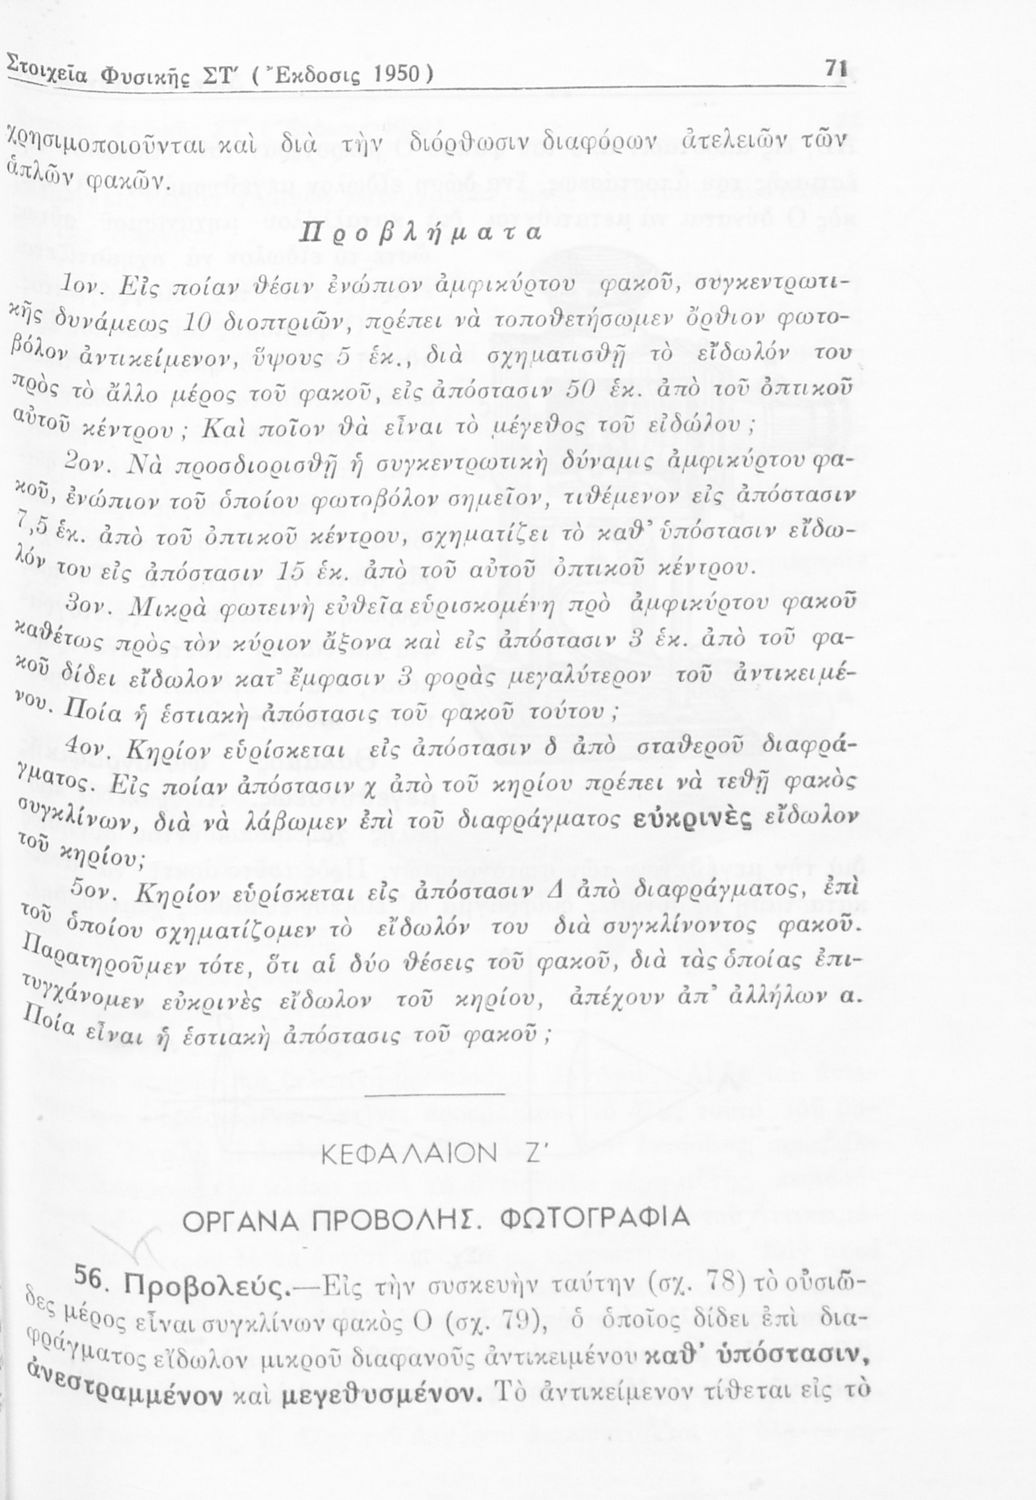 Στοιχεῖα Φυσικῆς ΣΤ′ (Ἔκδοσις 1950)
71
χρησιμοποιοῦνται καὶ διὰ τὴν διόρθωσιν διαφόρων ἀτελειῶν τῶν
ἁπλῶν φακῶν.
Προβλήματα
1ον. Εἰς ποίαν θέσιν ἐνώπιον ἀμφικύρτου φακοῦ, συγκεντρωτι-
κῆς δυνάμεως 10 διοπτριῶν, πρέπει νὰ τοποθετήσωμεν ὄρθιον φωτο-
βόλον ἀντικείμενον, ὕψους 5 ἑκ., διὰ σχηματισθῇ τὸ εἴδωλόν του
πρὸς τὸ ἄλλο μέρος τοῦ φακοῦ, εἰς ἀπόστασιν 50 ἑκ. ἀπὸ τοῦ ὀπτικοῦ
αὐτοῦ κέντρου; Καὶ ποῖον θὰ εἶναι τὸ μέγεθος τοῦ εἰδώλου;
2ον. Νὰ προσδιορισθῇ ἡ συγκεντρωτικὴ δύναμις ἀμφικύρτου φα-
κοῦ, ἐνώπιον τοῦ ὁποίου φωτοβόλον σημεῖον, τιθέμενον εἰς ἀπόστασιν
7,5 ἑκ. ἀπὸ τοῦ ὀπτικοῦ κέντρου, σχηματίζει τὸ καθ’ ὑπόστασιν εἴδω-
λόν του εἰς ἀπόστασιν 15 ἑκ. ἀπὸ τοῦ αὐτοῦ ὀπτικοῦ κέντρου.
3ον. Μικρὰ φωτεινὴ εὐθεῖα εὑρισκομένη πρὸ ἀμφικύρτου φακοῦ
καθέτως πρὸς τὸν κύριον ἄξονα καὶ εἰς ἀπόστασιν 3 ἑκ. ἀπὸ τοῦ φα-
κοῦ δίδει εἴδωλον κατ’ ἔμφασιν 3 φορὰς μεγαλύτερον τοῦ ἀντικειμέ-
νου. Ποία ἡ ἑστιακὴ ἀπόστασις τοῦ φακοῦ τούτου;
4ον. Κηρίον εὑρίσκεται εἰς ἀπόστασιν δ ἀπὸ σταθεροῦ διαφρά-
γματος. Εἰς ποίαν ἀπόστασιν χ ἀπὸ τοῦ κηρίου πρέπει νὰ τεθῇ φακὸς
συγκλίνων, διὰ νὰ λάβωμεν ἐπὶ τοῦ διαφράγματος εὐκρινὲς εἴδωλον
τοῦ κηρίου;
5ον. Κηρίον εὑρίσκεται εἰς ἀπόστασιν Δ ἀπὸ διαφράγματος, ἐπὶ
τοῦ ὁποίου σχηματίζομεν τὸ εἴδωλόν του διὰ συγκλίνοντος φακοῦ.
Παρατηροῦμεν τότε, ὅτι αἱ δύο θέσεις τοῦ φακοῦ, διὰ τὰς ὁποίας ἐπι-
τυγχάνομεν εὐκρινὲς εἴδωλον τοῦ κηρίου, ἀπέχουν ἀπ’ ἀλλήλων α.
Ποία εἶναι ἡ ἑστιακὴ ἀπόστασις τοῦ φακοῦ;
ΚΕΦΑΛΑΙΟΝ Ζ’
ΟΡΓΑΝΑ ΠΡΟΒΟΛΗΣ. ΦΩΤΟΓΡΑΦΙΑ
56. Προβολεύς.—Εἰς τὴν συσκευὴν ταύτην (σχ. 78) τὸ οὐσιῶ-
δες μέρος εἶναι συγκλίνων φακὸς Ο (σχ. 79), ὁ ὁποῖος δίδει ἐπὶ δια-
φράγματος εἴδωλον μικροῦ διαφανοῦς ἀντικειμένου καθ’ ὑπόστασιν,
ἀνεστραμμένον καὶ μεγεθυσμένον. Τὸ ἀντικείμενον τίθεται εἰς τὸ